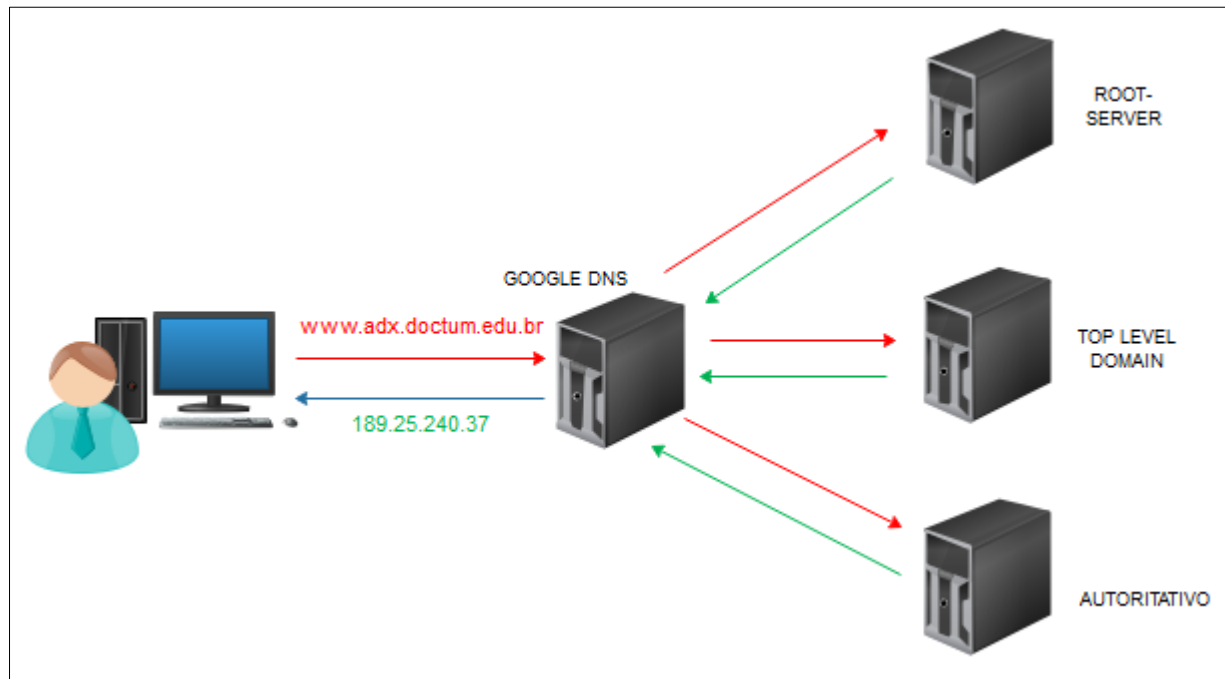 ROOT-
SERVER
GOOGLE DNS
www.adx.doctum.edu.br
189.25.240.37
TOP LEVEL
DOMAIN
AUTORITATIVO